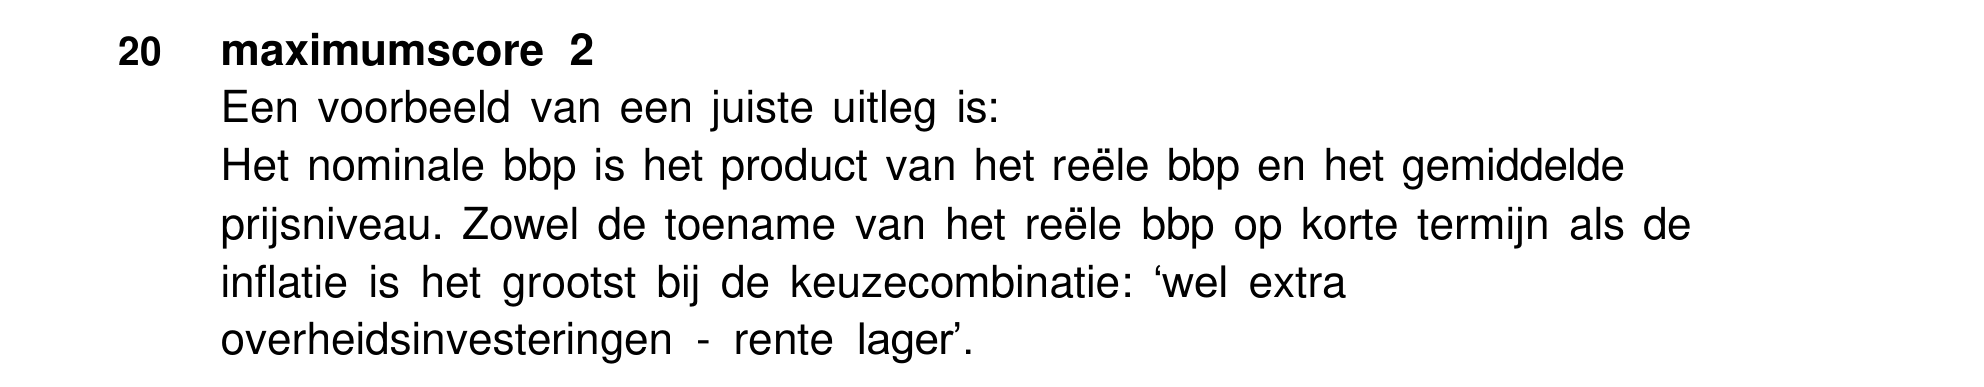 20 maximumscore 2
Een voorbeeld van een juiste uitleg is:
Het nominale bbp is het product van het reële bbp en het gemiddelde
prijsniveau. Zowel de toename van het reële bbp op korte termijn als de
inflatie is het grootst bij de keuzecombinatie: ‘wel extra
overheidsinvesteringen - rente lager’.